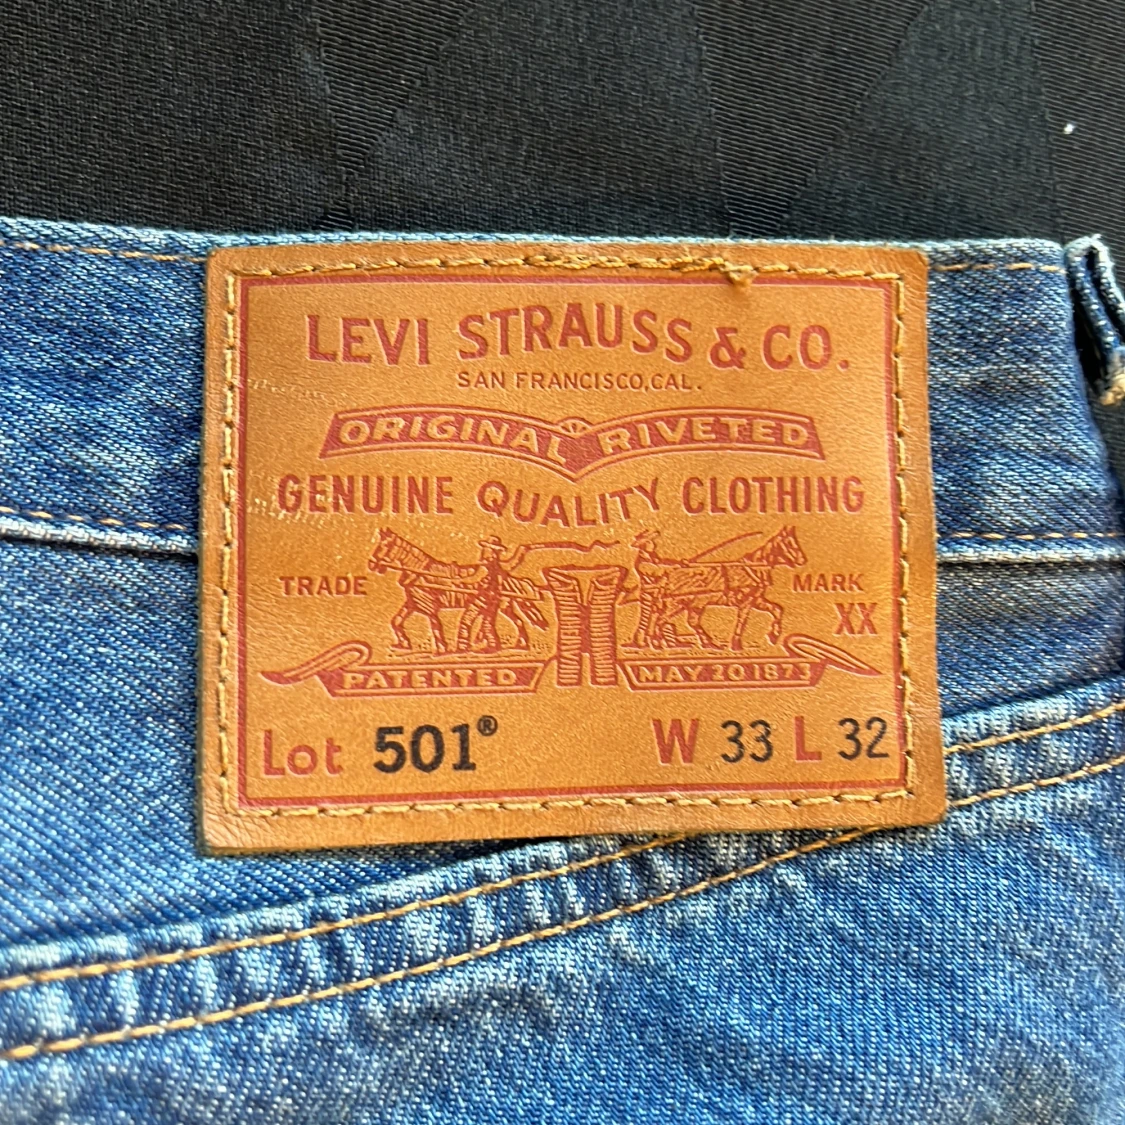 LEVI STRAUSS & CO.
SAN FRANCISCO, CAL.
ORIGINAL RIVETED
GENUINE QUALITY CLOTHING
TRADE MARK
XX
PATENTED MAY 20 1873
Lot 501® W 33 L 32